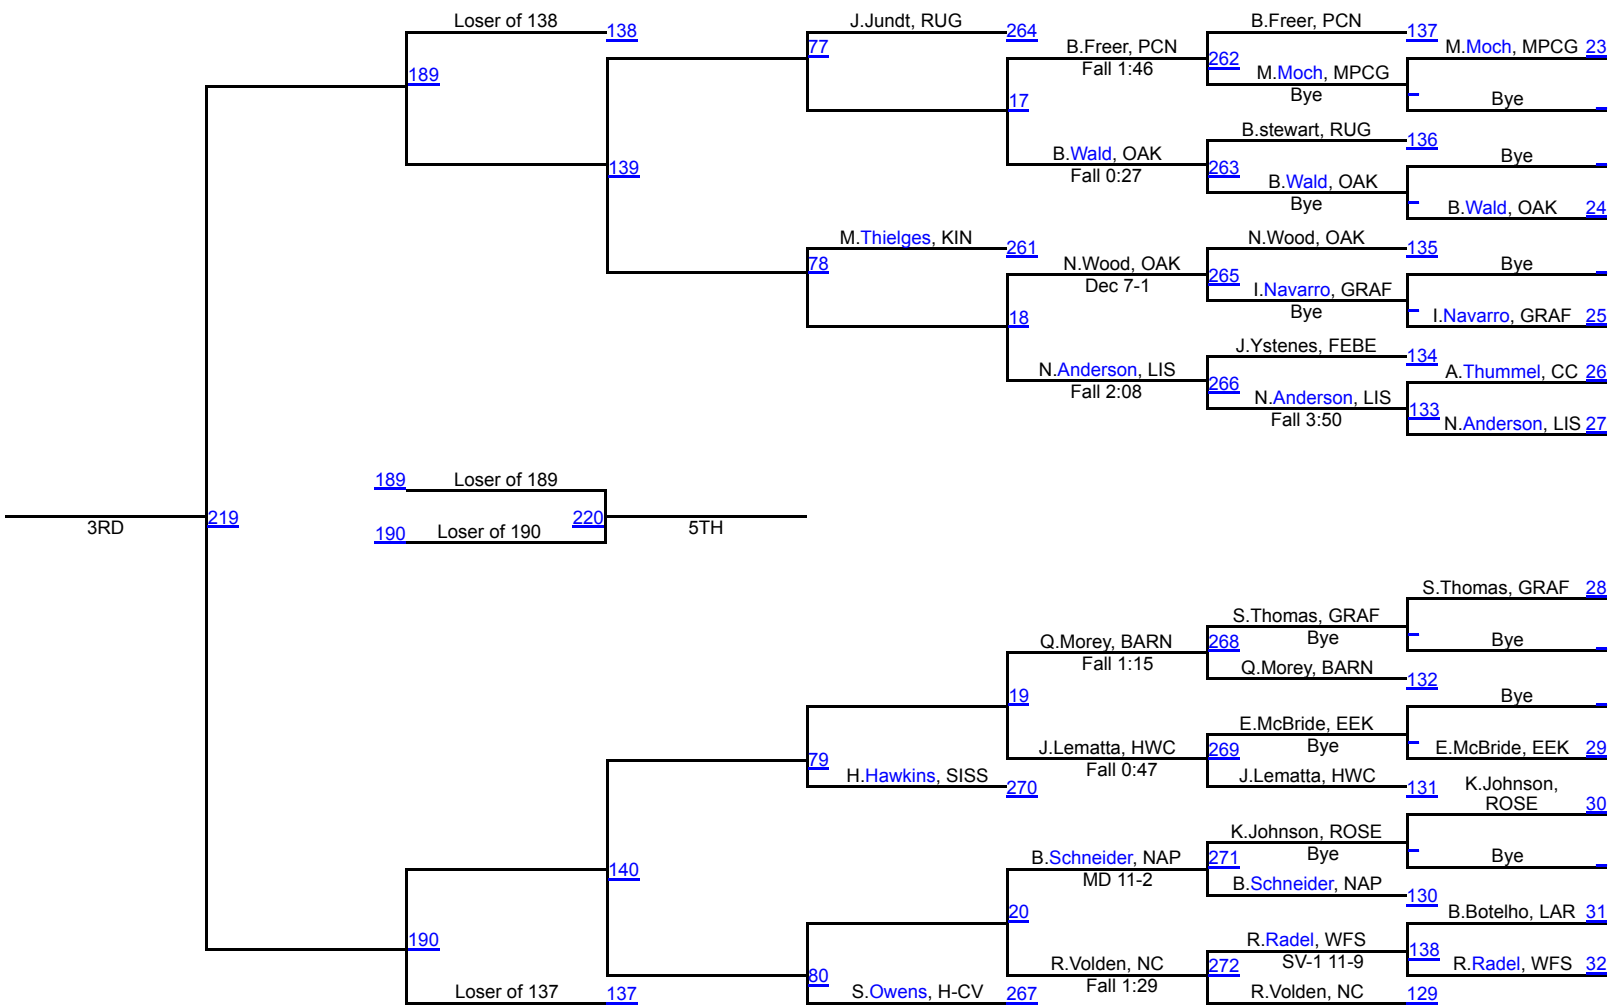 Loser of 138 138
J.Jundt, RUG 264
B.Freer, PCN 137
77
B.Freer, PCN
Fall 1:46
262
M.Moch, MPCG 23
189
M.Moch, MPCG
Bye
Bye
17
B.stewart, RUG 136
139
B.Wald, OAK
Fall 0:27
263
Bye
B.Wald, OAK
Bye
B.Wald, OAK 24
M.Thielges, KIN 261
N.Wood, OAK 135
78
N.Wood, OAK
Dec 7-1
265
Bye
I.Navarro, GRAF
Bye
I.Navarro, GRAF 25
18
J.Ystenes, FEBE 134
N.Anderson, LIS
Fall 2:08
266
A.Thummel, CC 26
N.Anderson, LIS
Fall 3:50
133
N.Anderson, LIS 27
189 Loser of 189
3RD
219
220
5TH
190 Loser of 190
S.Thomas, GRAF 28
S.Thomas, GRAF
Bye
Q.Morey, BARN
Fall 1:15
268
Bye
Q.Morey, BARN 132
19
Bye
E.McBride, EEK
Bye
79
J.Lematta, HWC
Fall 0:47
269
E.McBride, EEK 29
H.Hawkins, SISS 270
J.Lematta, HWC 131
K.Johnson,
ROSE 30
K.Johnson, ROSE
Bye
140
B.Schneider, NAP
MD 11-2
271
Bye
B.Schneider, NAP 130
20
B.Botelho, LAR 31
190
R.Radel, WFS
SV-1 11-9
138
80
R.Volden, NC
Fall 1:29
272
R.Radel, WFS 32
Loser of 137 137
S.Owens, H-CV 267
R.Volden, NC 129